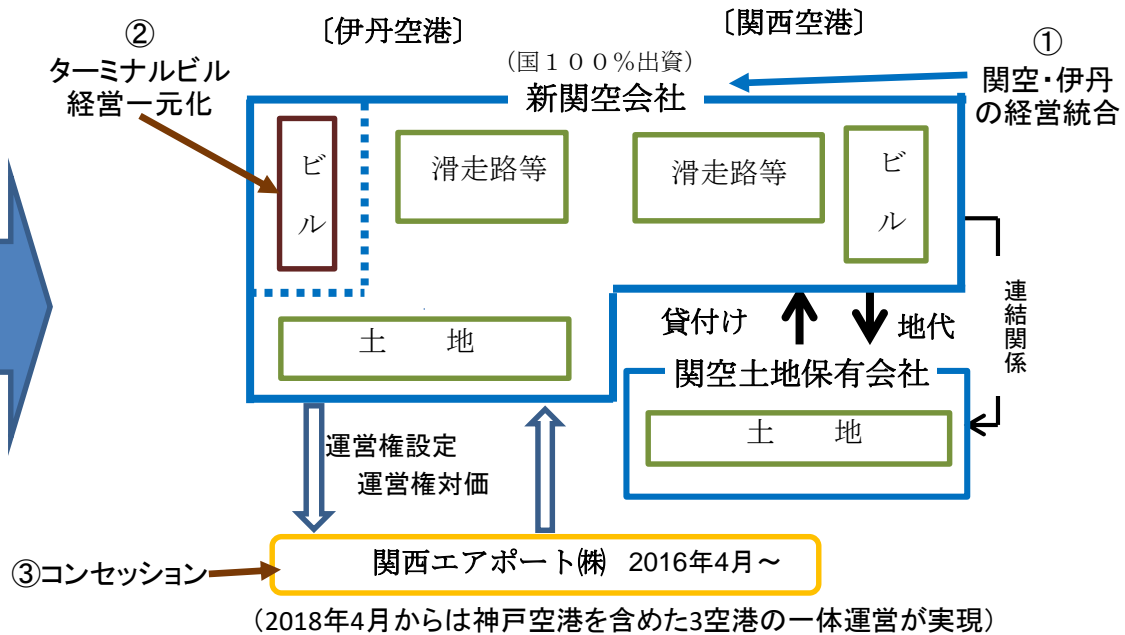 ②
ターミナルビル
経営一元化
〔伊丹空港〕
〔関西空港〕
(国100%出資)
新関空会社
①
関空・伊丹
の経営統合
ビル
滑走路等
滑走路等
ビル
土　地
貸付け
地代
連結関係
関空土地保有会社
土　地
運営権設定
運営権対価
③コンセッション
関西エアポート㈱ 2016年4月～
(2018年4月からは神戸空港を含めた3空港の一体運営が実現)